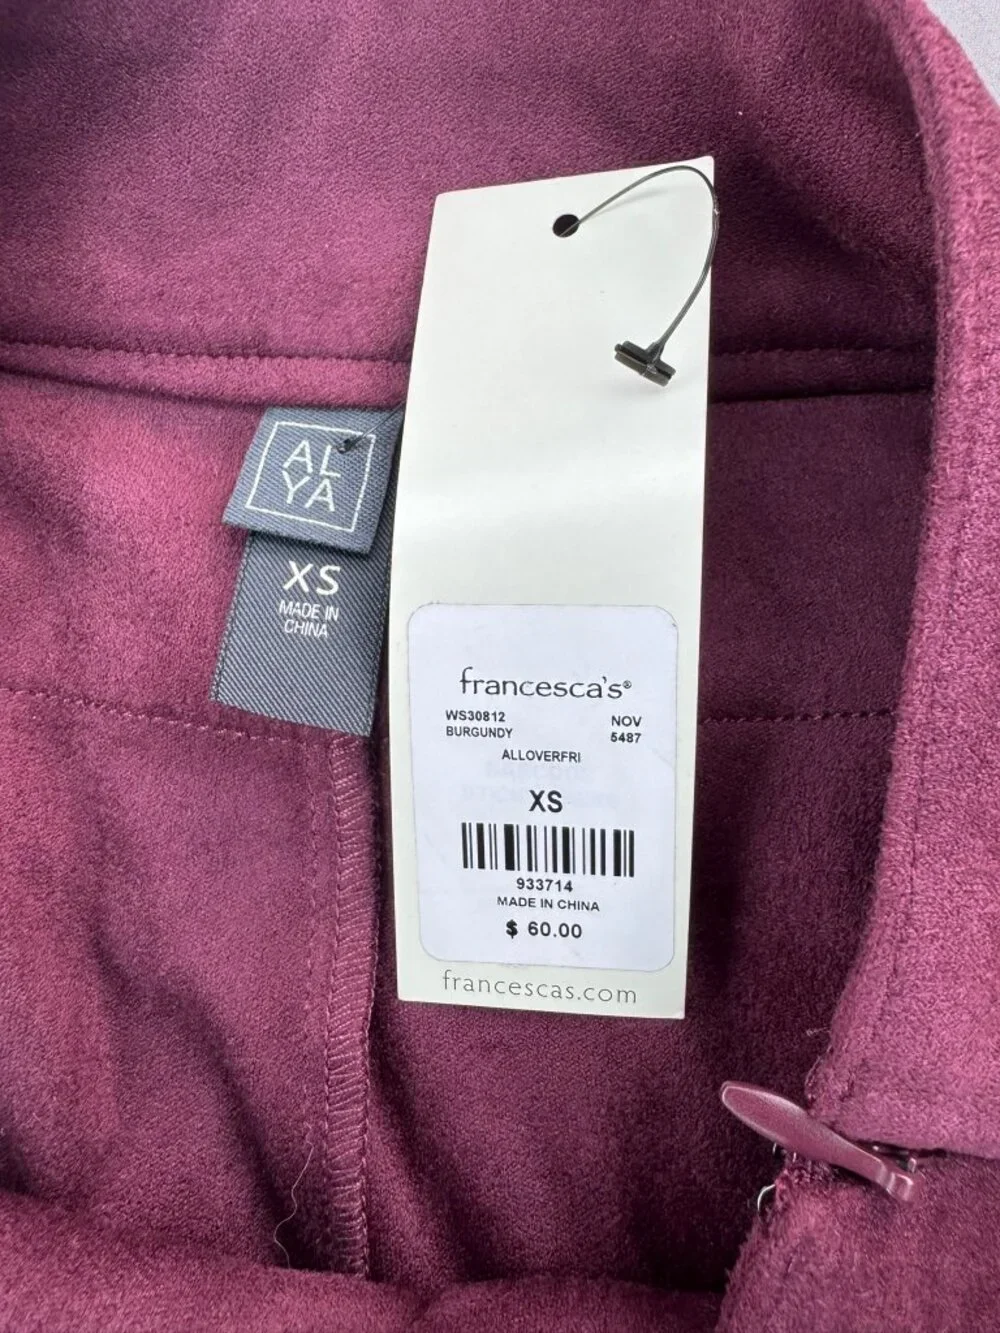 AL
YA
XS
MADE IN
CHINA
francesca's®
WS30812 NOV
BURGUNDY 5487
ALLOVERFRI
XS
933714
MADE IN CHINA
$ 60.00
francescas.com